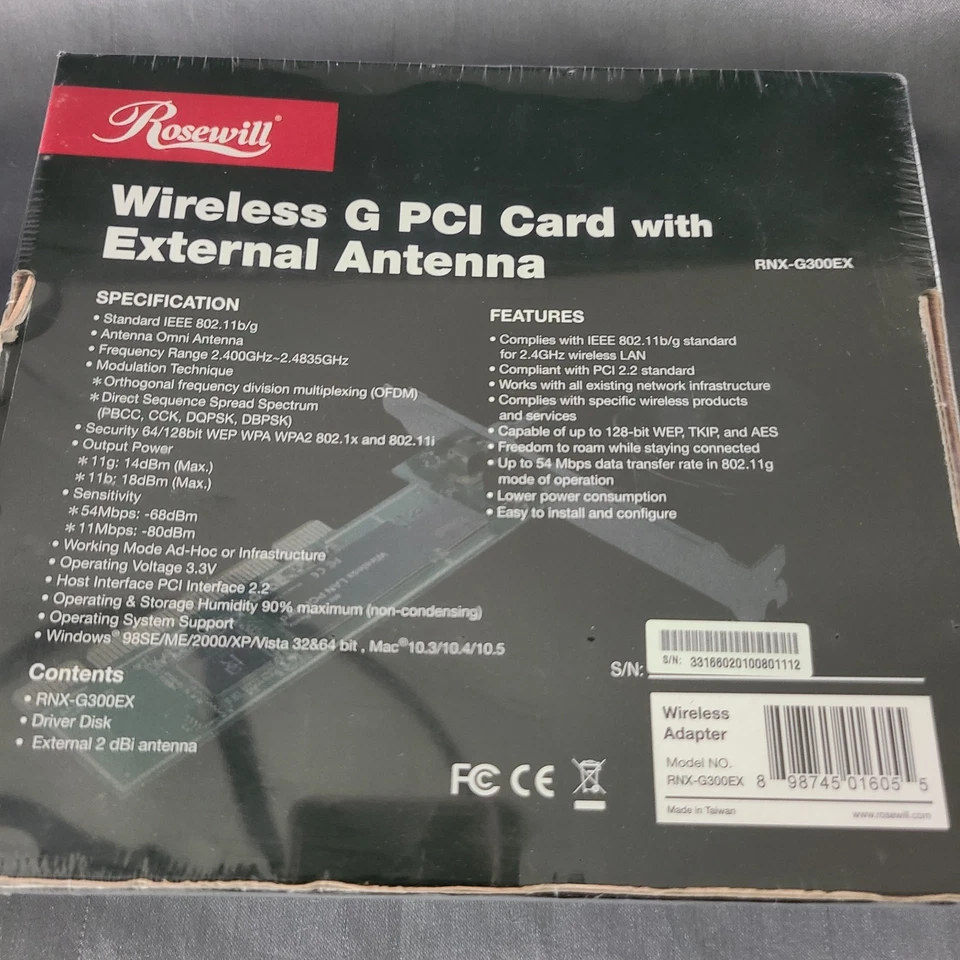 Rosewill®
Wireless G PCI Card with
External Antenna
RNX-G300EX
SPECIFICATION
• Standard IEEE 802.11b/g
• Antenna Omni Antenna
• Frequency Range 2.400GHz~2.4835GHz
• Modulation Technique
*Orthogonal frequency division multiplexing (OFDM)
*Direct Sequence Spread Spectrum
(PBCC, CCK, DQPSK, DBPSK)
• Security 64/128bit WEP WPA WPA2 802.1x and 802.11i
• Output Power
*11g: 14dBm (Max.)
*11b: 18dBm (Max.)
• Sensitivity
*54Mbps: -68dBm
*11Mbps: -80dBm
• Working Mode Ad-Hoc or Infrastructure
• Operating Voltage 3.3V
• Host Interface PCI Interface 2.2
• Operating & Storage Humidity 90% maximum (non-condensing)
• Operating System Support
• Windows® 98SE/ME/2000/XP/Vista 32&64 bit , Mac® 10.3/10.4/10.5
Contents
• RNX-G300EX
• Driver Disk
• External 2 dBi antenna
FEATURES
• Complies with IEEE 802.11b/g standard
for 2.4GHz wireless LAN
• Compliant with PCI 2.2 standard
• Works with all existing network infrastructure
• Complies with specific wireless products
and services
• Capable of up to 128-bit WEP, TKIP, and AES
• Freedom to roam while staying connected
• Up to 54 Mbps data transfer rate in 802.11g
mode of operation
• Lower power consumption
• Easy to install and configure
Wireless LAN PCI
S/N:
S/N: 33166020100801112
FC CE
Wireless
Adapter
Model NO.
RNX-G300EX
8 98745 01605 5
Made in Taiwan
www.rosewill.com